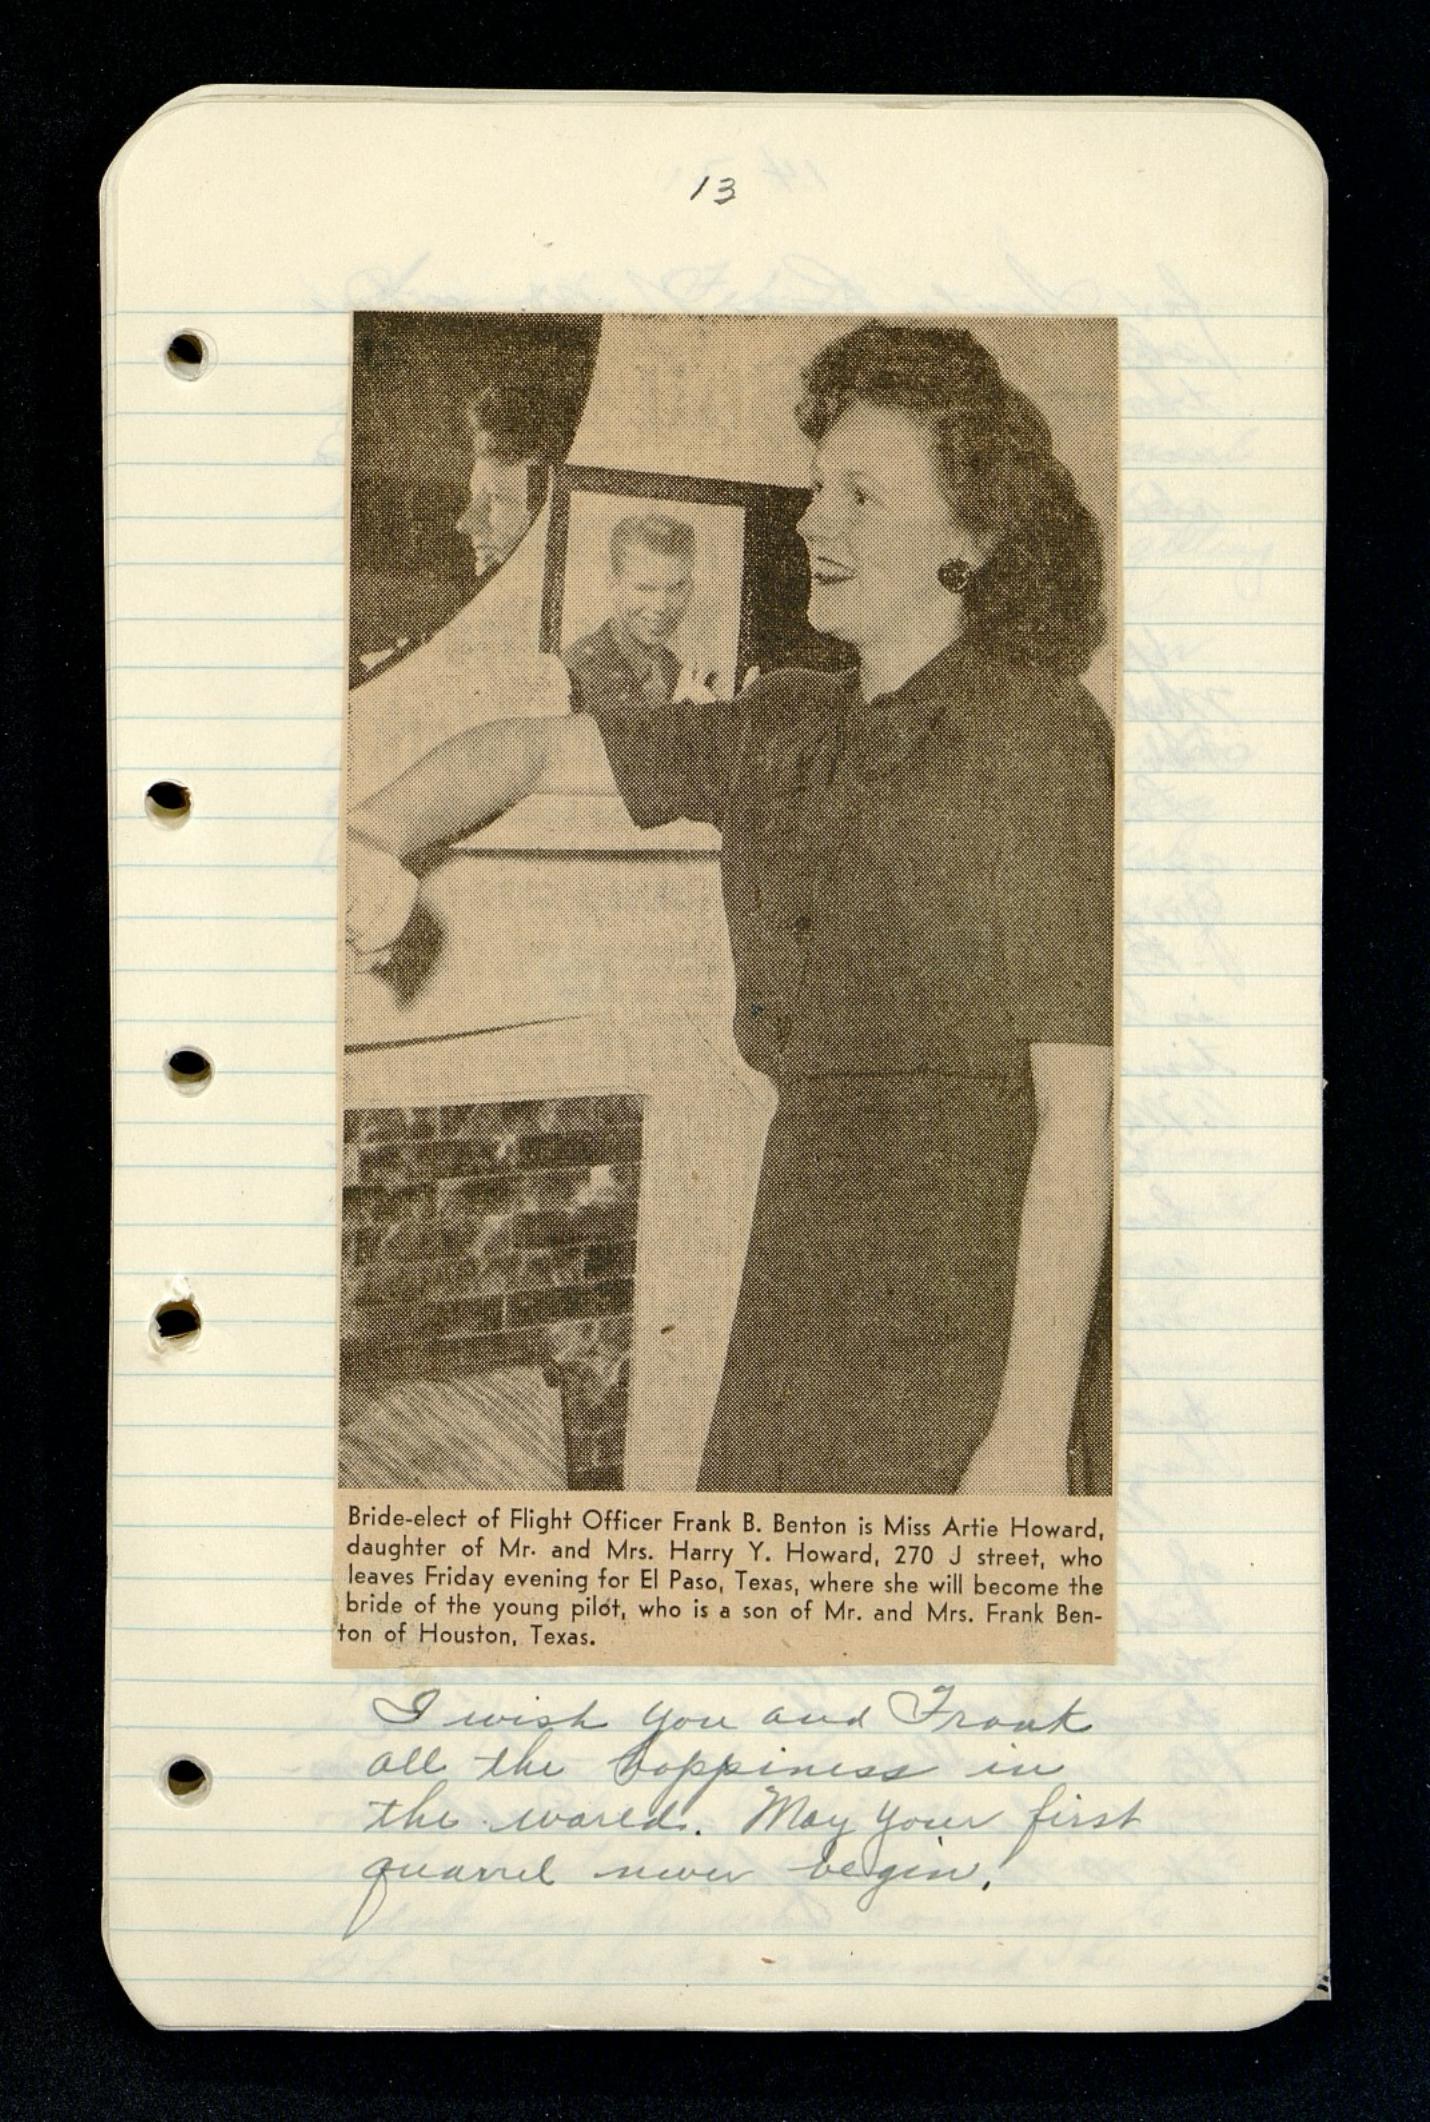 13
Bride-elect of Flight Officer Frank B. Benton is Miss Artie Howard,
daughter of Mr. and Mrs. Harry Y. Howard, 270 J street, who
leaves Friday evening for El Paso, Texas, where she will become the
bride of the young pilot, who is a son of Mr. and Mrs. Frank Ben-
ton of Houston, Texas.
I wish you and Frank
all the happiness in
the world. May your first
quarrel never begin!